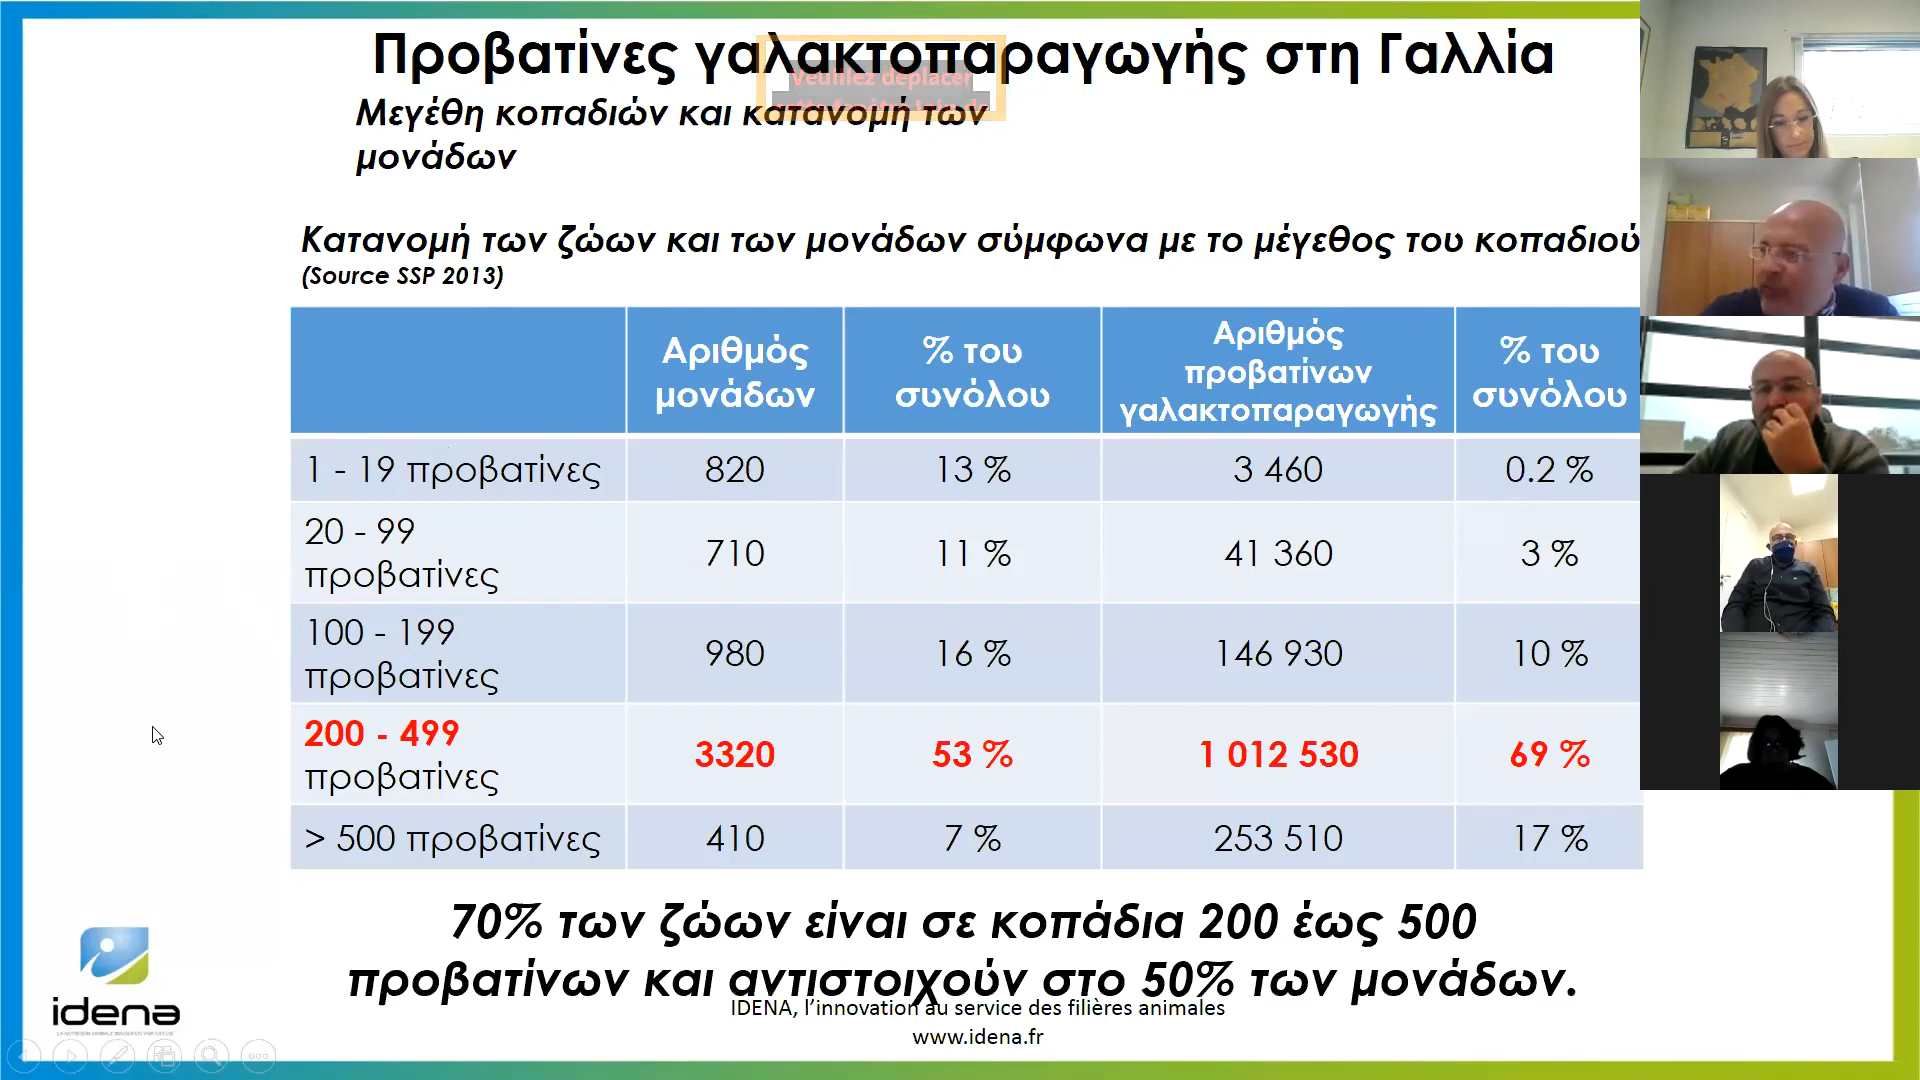 Προβατίνες γαλακτοπαραγωγής στη Γαλλία
Veuillez déplacer
Μεγέθη κοπαδιών και κατανομή των
μονάδων
Κατανομή των ζώων και των μονάδων σύμφωνα με το μέγεθος του κοπαδιού
(Source SSP 2013)
Αριθμός μονάδων % του συνόλου Αριθμός προβατίνων γαλακτοπαραγωγής % του συνόλου
1 - 19 προβατίνες 820 13 % 3 460 0.2 %
20 - 99 προβατίνες 710 11 % 41 360 3 %
100 - 199 προβατίνες 980 16 % 146 930 10 %
200 - 499 προβατίνες 3320 53 % 1 012 530 69 %
> 500 προβατίνες 410 7 % 253 510 17 %
70% των ζώων είναι σε κοπάδια 200 έως 500
προβατίνων και αντιστοιχούν στο 50% των μονάδων.
idena
IDENA, l’innovation au service des filières animales
www.idena.fr